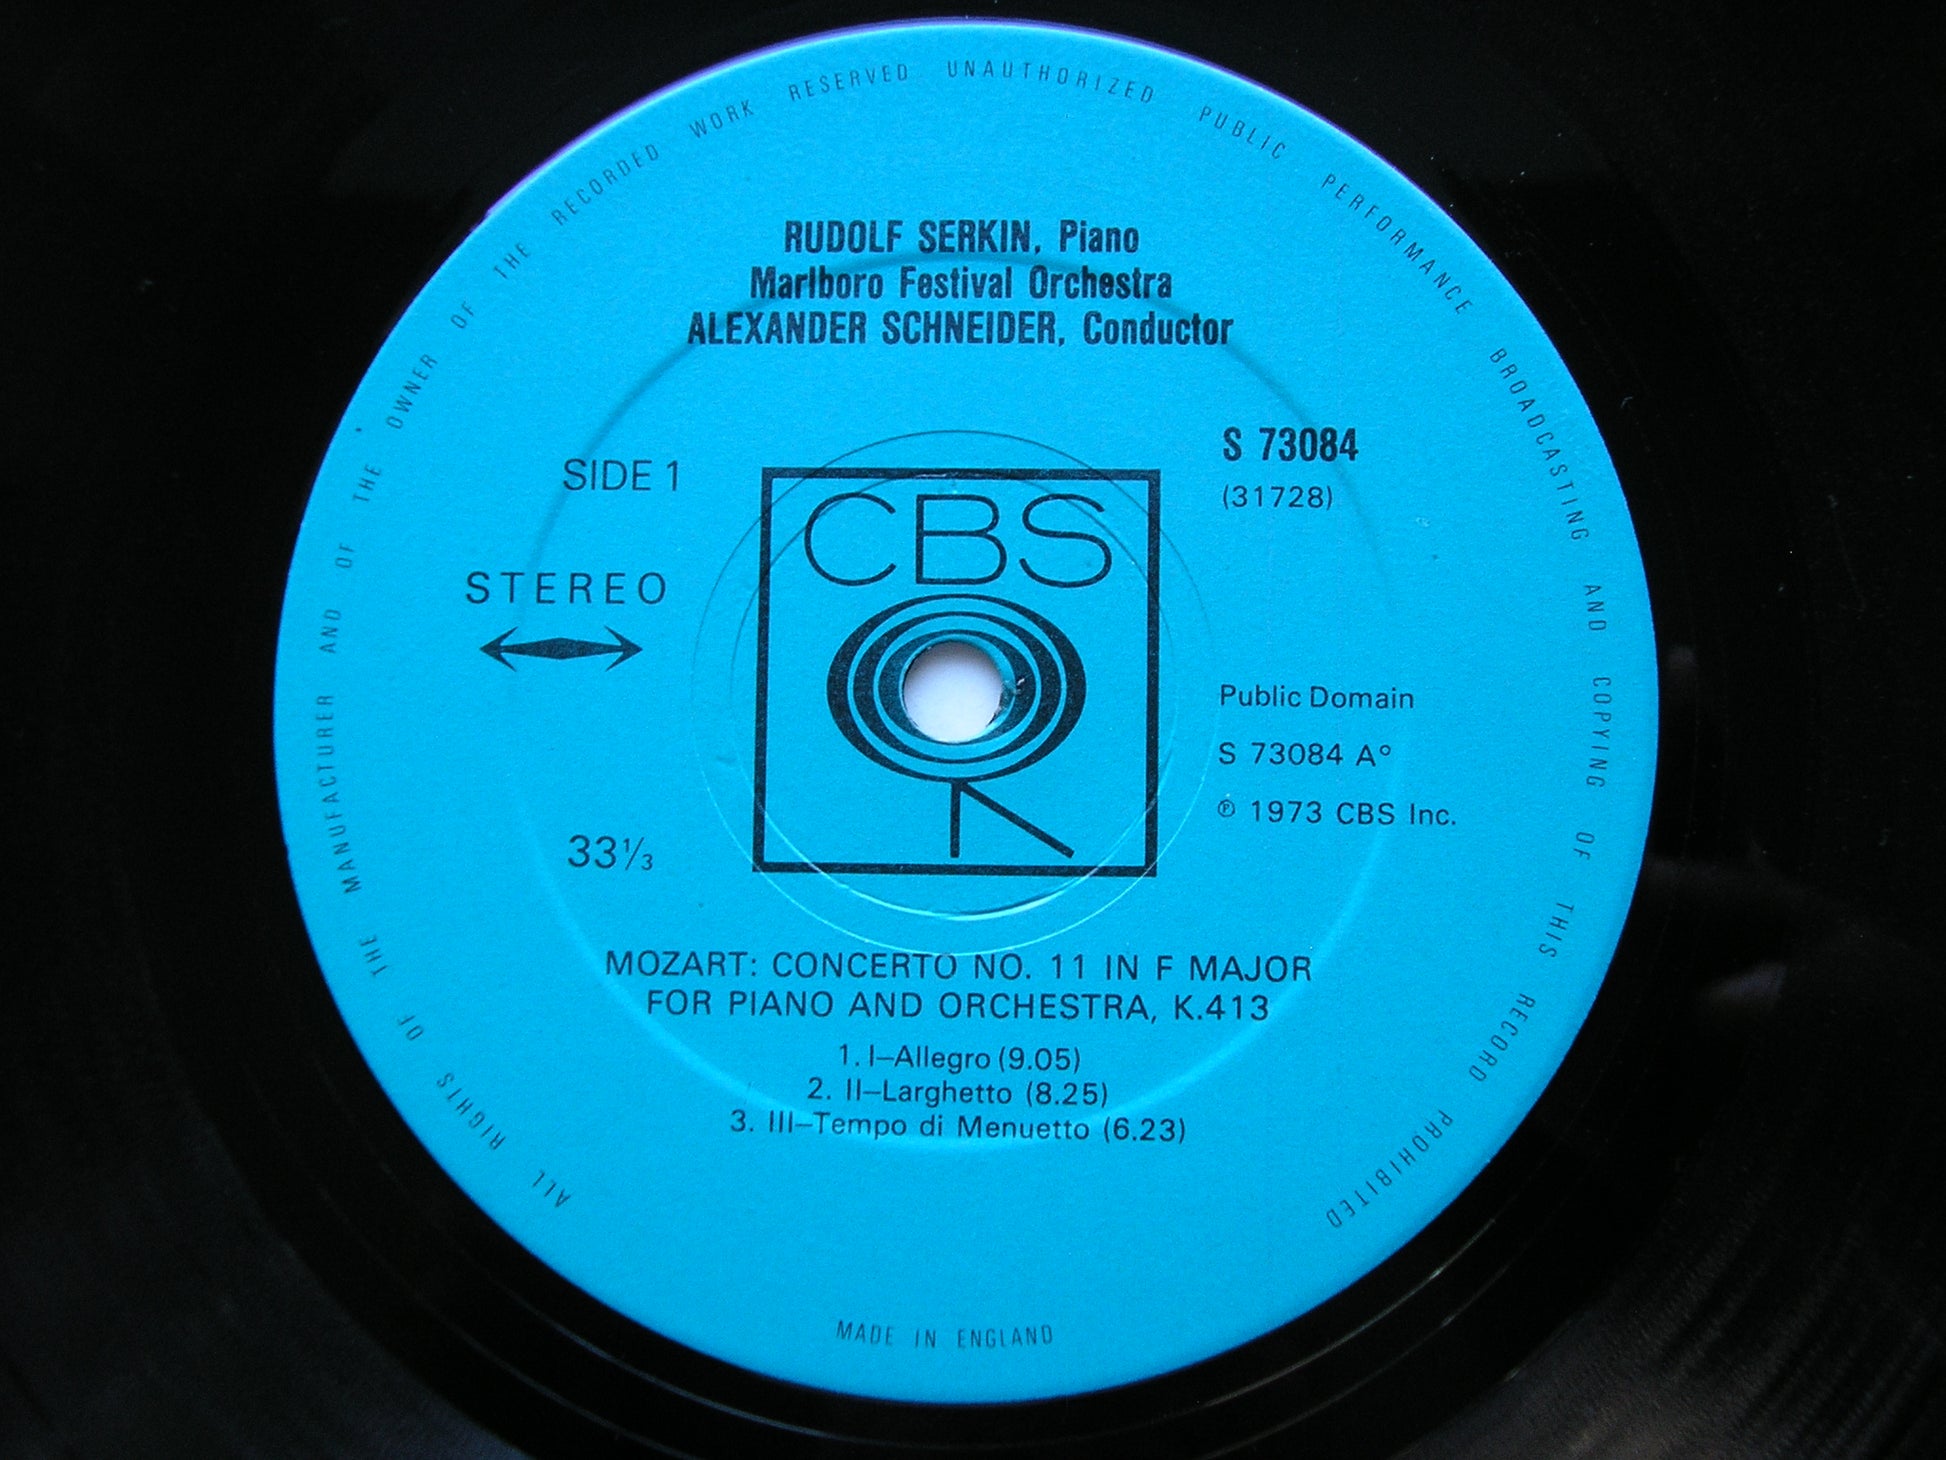 ALL RIGHTS OF THE MANUFACTURER AND OF THE OWNER OF THE RECORDED WORK RESERVED UNAUTHORIZED PUBLIC PERFORMANCE BROADCASTING AND COPYING OF THIS RECORD PROHIBITED
RUDOLF SERKIN, Piano
Marlboro Festival Orchestra
ALEXANDER SCHNEIDER, Conductor
SIDE 1
S 73084
(31728)
CBS
STEREO
Public Domain
S 73084 A°
℗ 1973 CBS Inc.
33⅓
MOZART: CONCERTO NO. 11 IN F MAJOR
FOR PIANO AND ORCHESTRA, K.413
1. I–Allegro (9.05)
2. II–Larghetto (8.25)
3. III–Tempo di Menuetto (6.23)
MADE IN ENGLAND